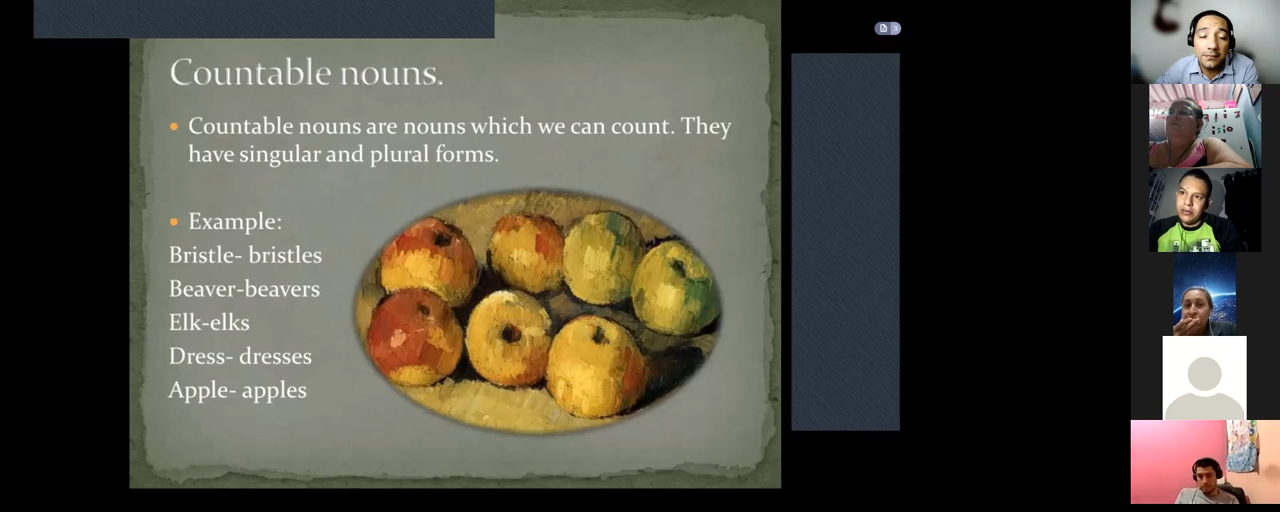 Countable nouns.
• Countable nouns are nouns which we can count. They
have singular and plural forms.
• Example:
Bristle- bristles
Beaver-beavers
Elk-elks
Dress- dresses
Apple- apples